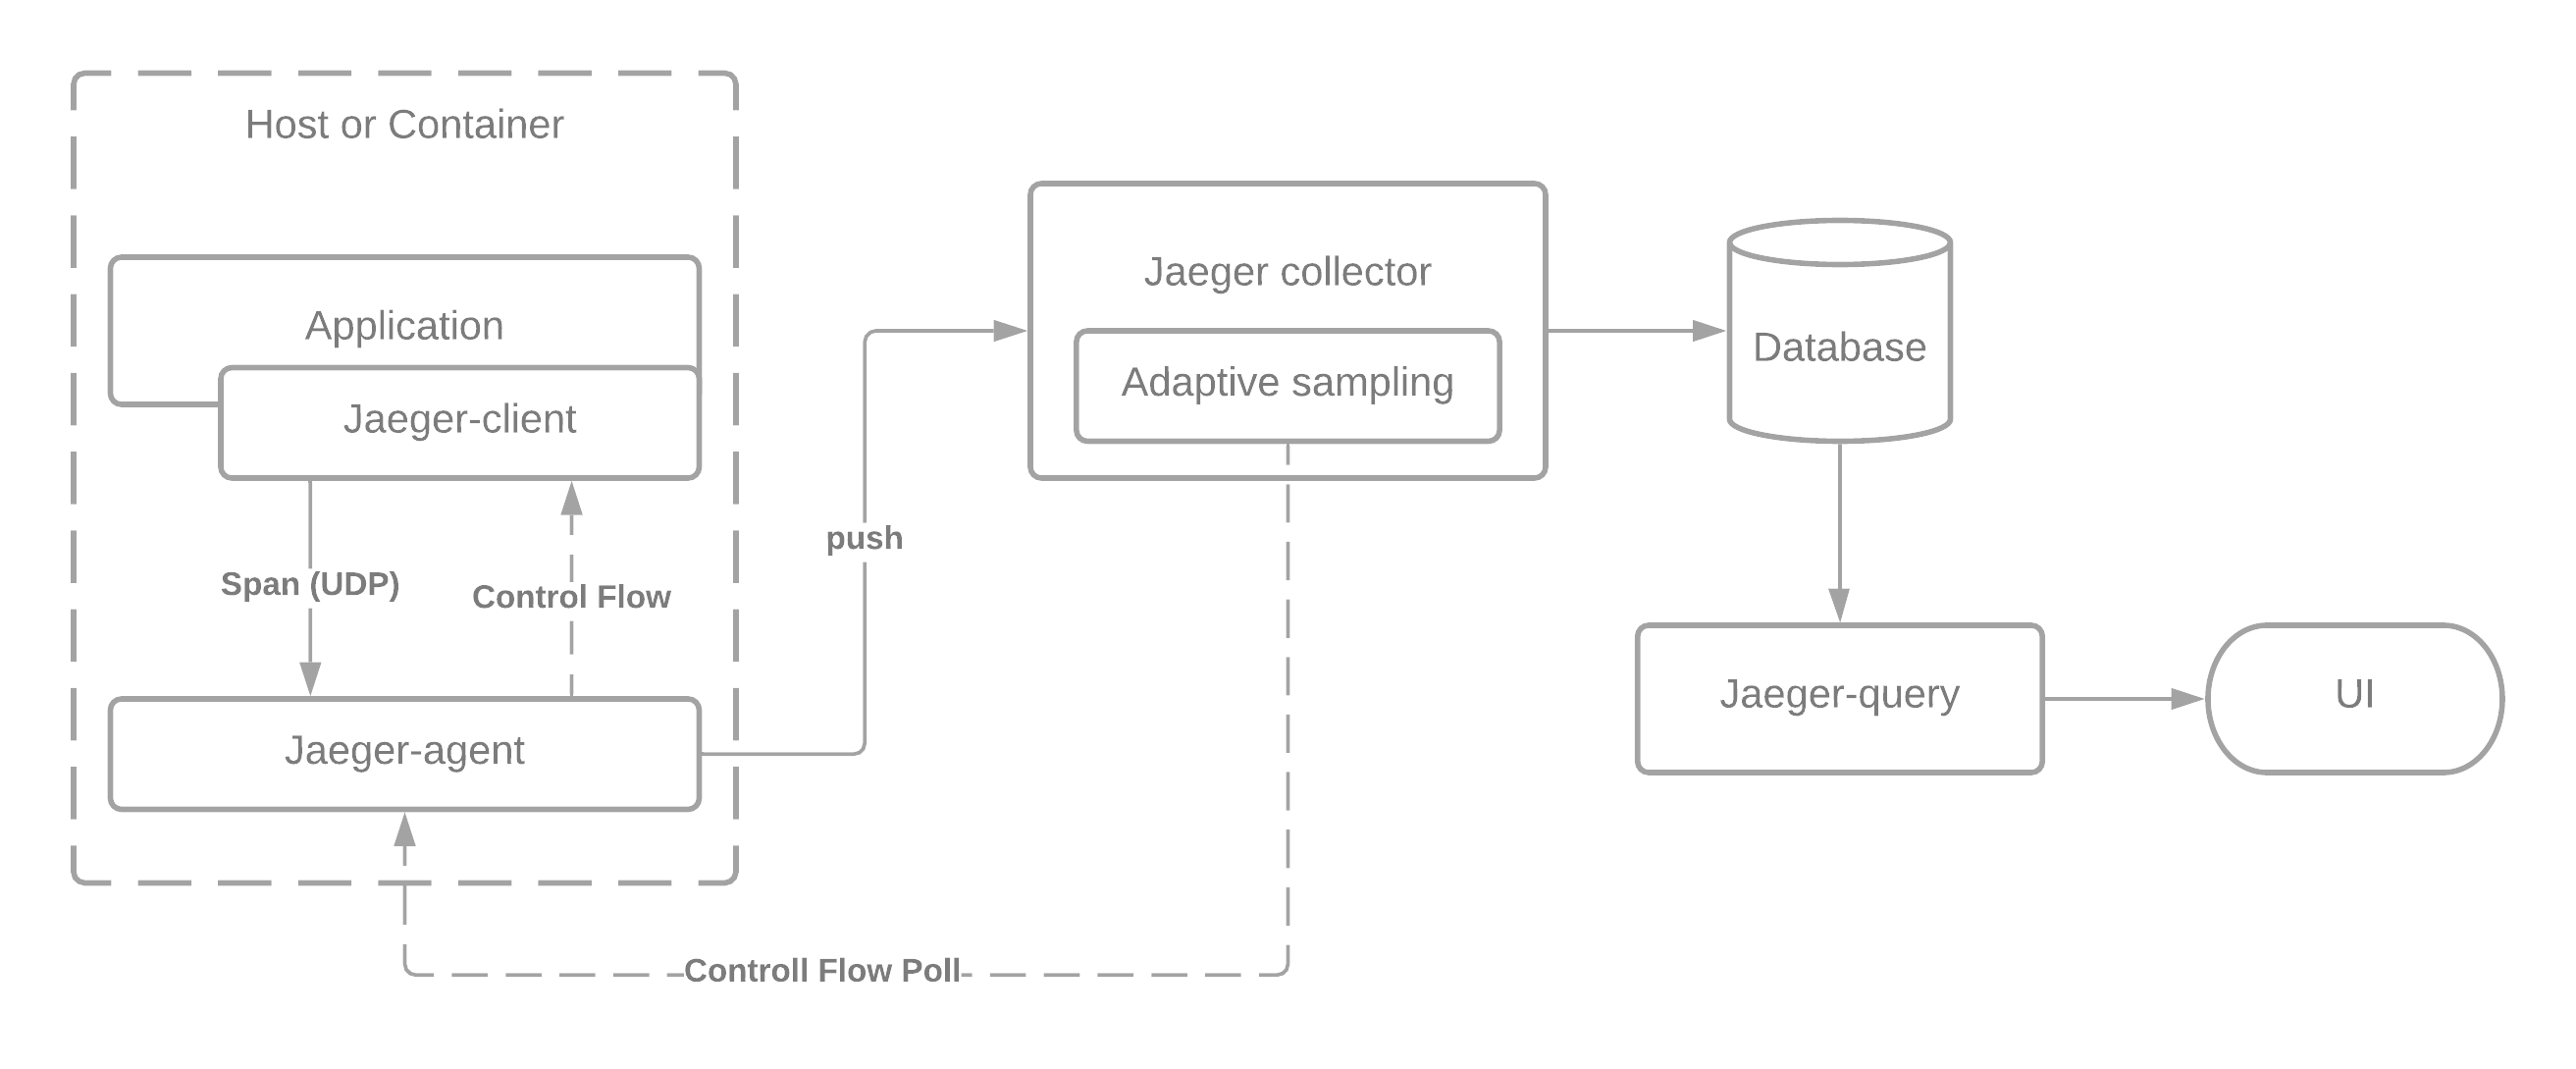 Host or Container
Application
Jaeger-client
Span (UDP)
Control Flow
Jaeger-agent
push
Jaeger collector
Adaptive sampling
Controll Flow Poll
Database
Jaeger-query
UI